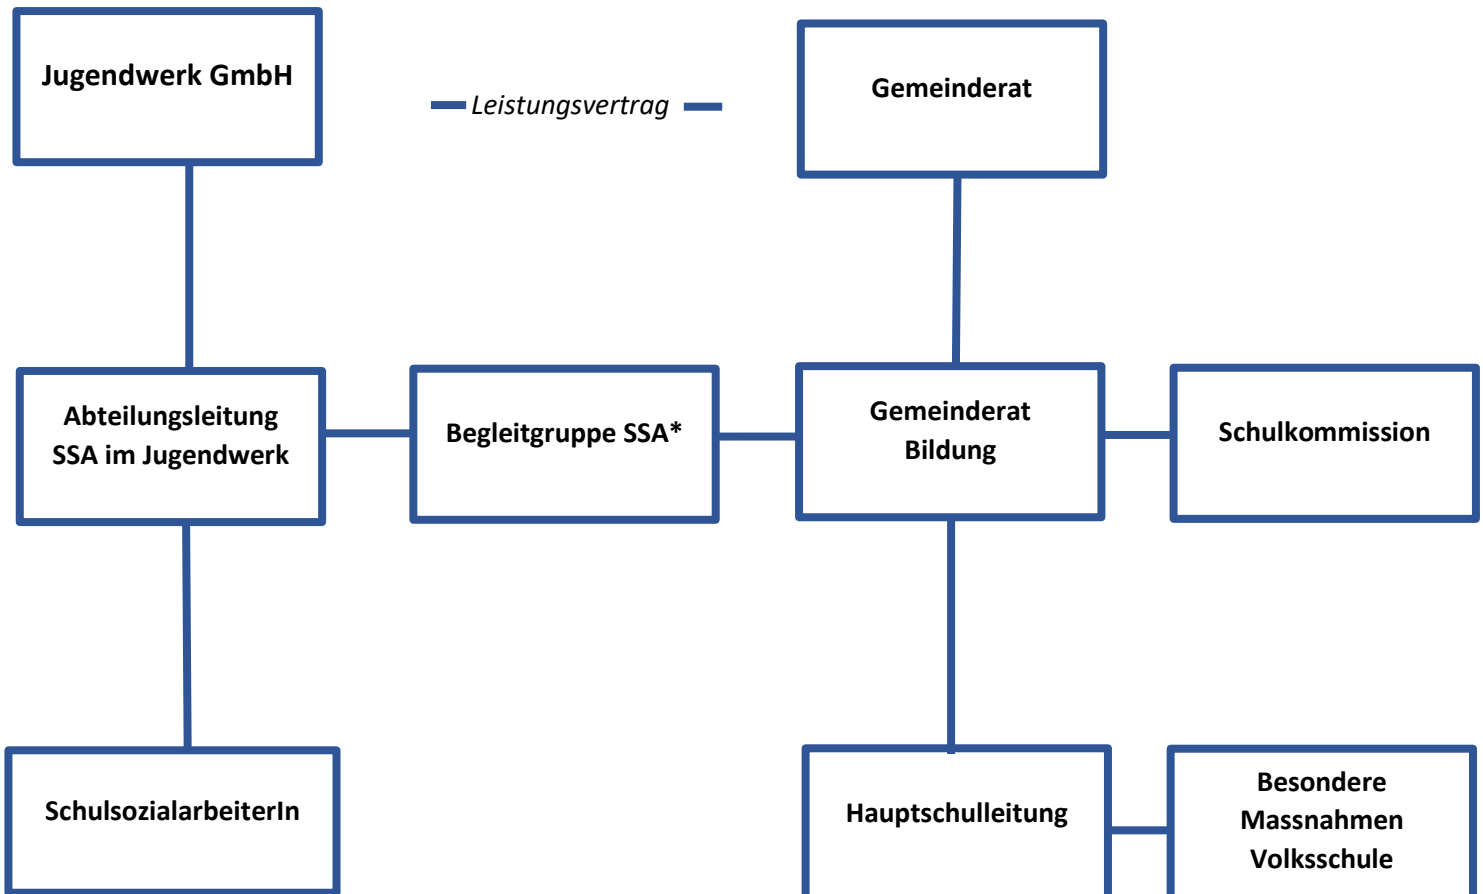 Jugendwerk GmbH
Leistungsvertrag
Gemeinderat
Abteilungsleitung
SSA im Jugendwerk
Begleitgruppe SSA*
Gemeinderat
Bildung
Schulkommission
SchulsozialarbeiterIn
Hauptschulleitung
Besondere
Massnahmen
Volksschule